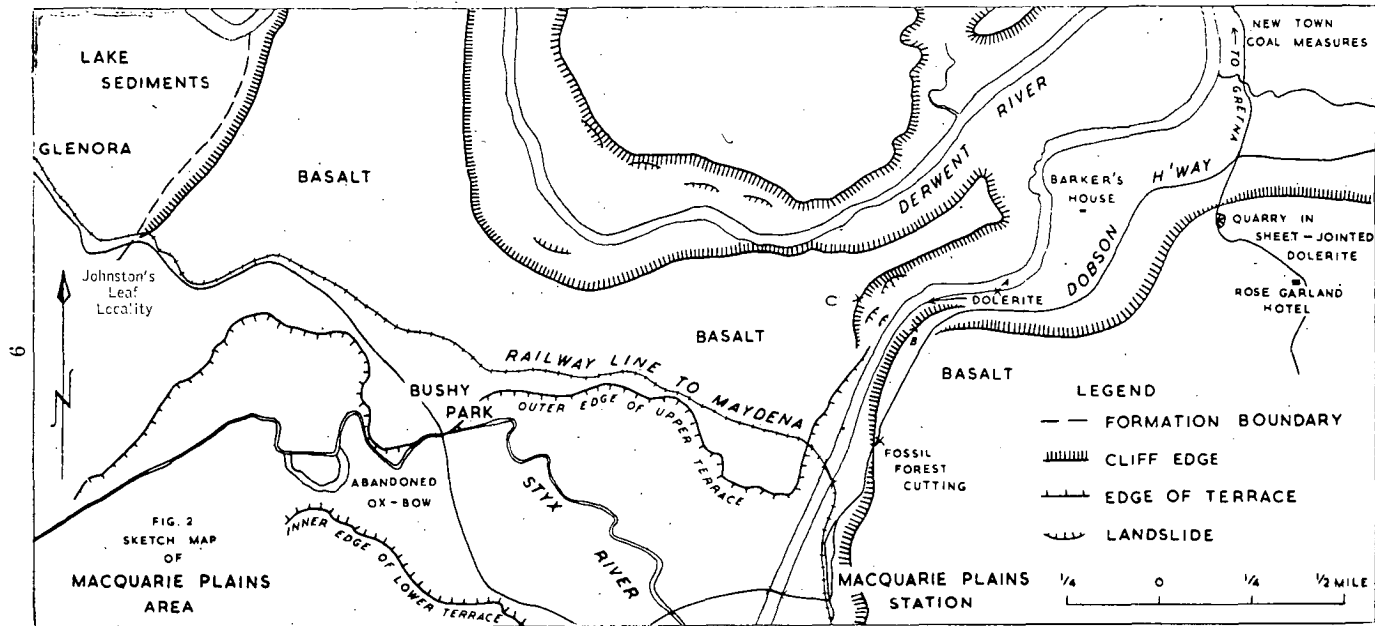 LAKE
SEDIMENTS
GLENORA
BASALT
Johnston's
Leaf
Locality
N
9
RIVER
DERWENT
NEW TOWN
COAL MEASURES
← TO GRETNA
BARKER'S
HOUSE
H'WAY
DOBSON
QUARRY IN
SHEET-JOINTED
DOLERITE
ROSE GARLAND
HOTEL
C
A
DOLERITE
B
BASALT
BASALT
RAILWAY LINE TO MAYDENA
BUSHY
PARK
OUTER EDGE OF UPPER
TERRACE
FOSSIL
FOREST
CUTTING
ABANDONED
OX-BOW
STYX
RIVER
INNER EDGE OF LOWER TERRACE
FIG. 2
SKETCH MAP
OF
MACQUARIE PLAINS
AREA
MACQUARIE PLAINS
STATION
LEGEND
FORMATION BOUNDARY
CLIFF EDGE
EDGE OF TERRACE
LANDSLIDE
1/4 0 1/4 1/2 MILE